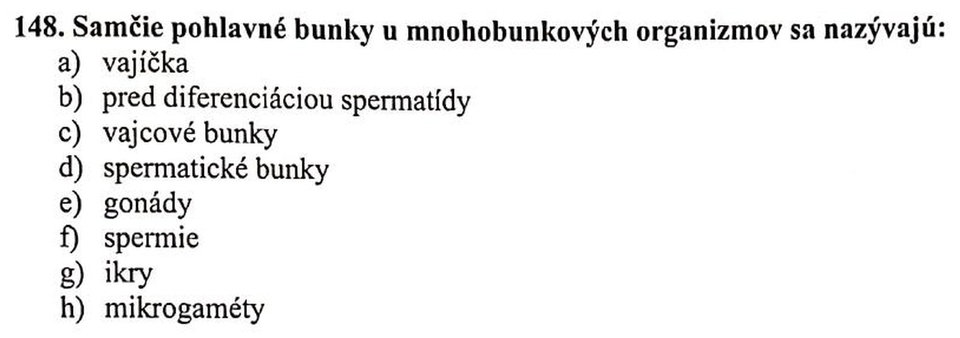 148. Samčie pohlavné bunky u mnohobunkových organizmov sa nazývajú:
a) vajíčka
b) pred diferenciáciou spermatídy
c) vajcové bunky
d) spermatické bunky
e) gonády
f) spermie
g) ikry
h) mikrogaméty